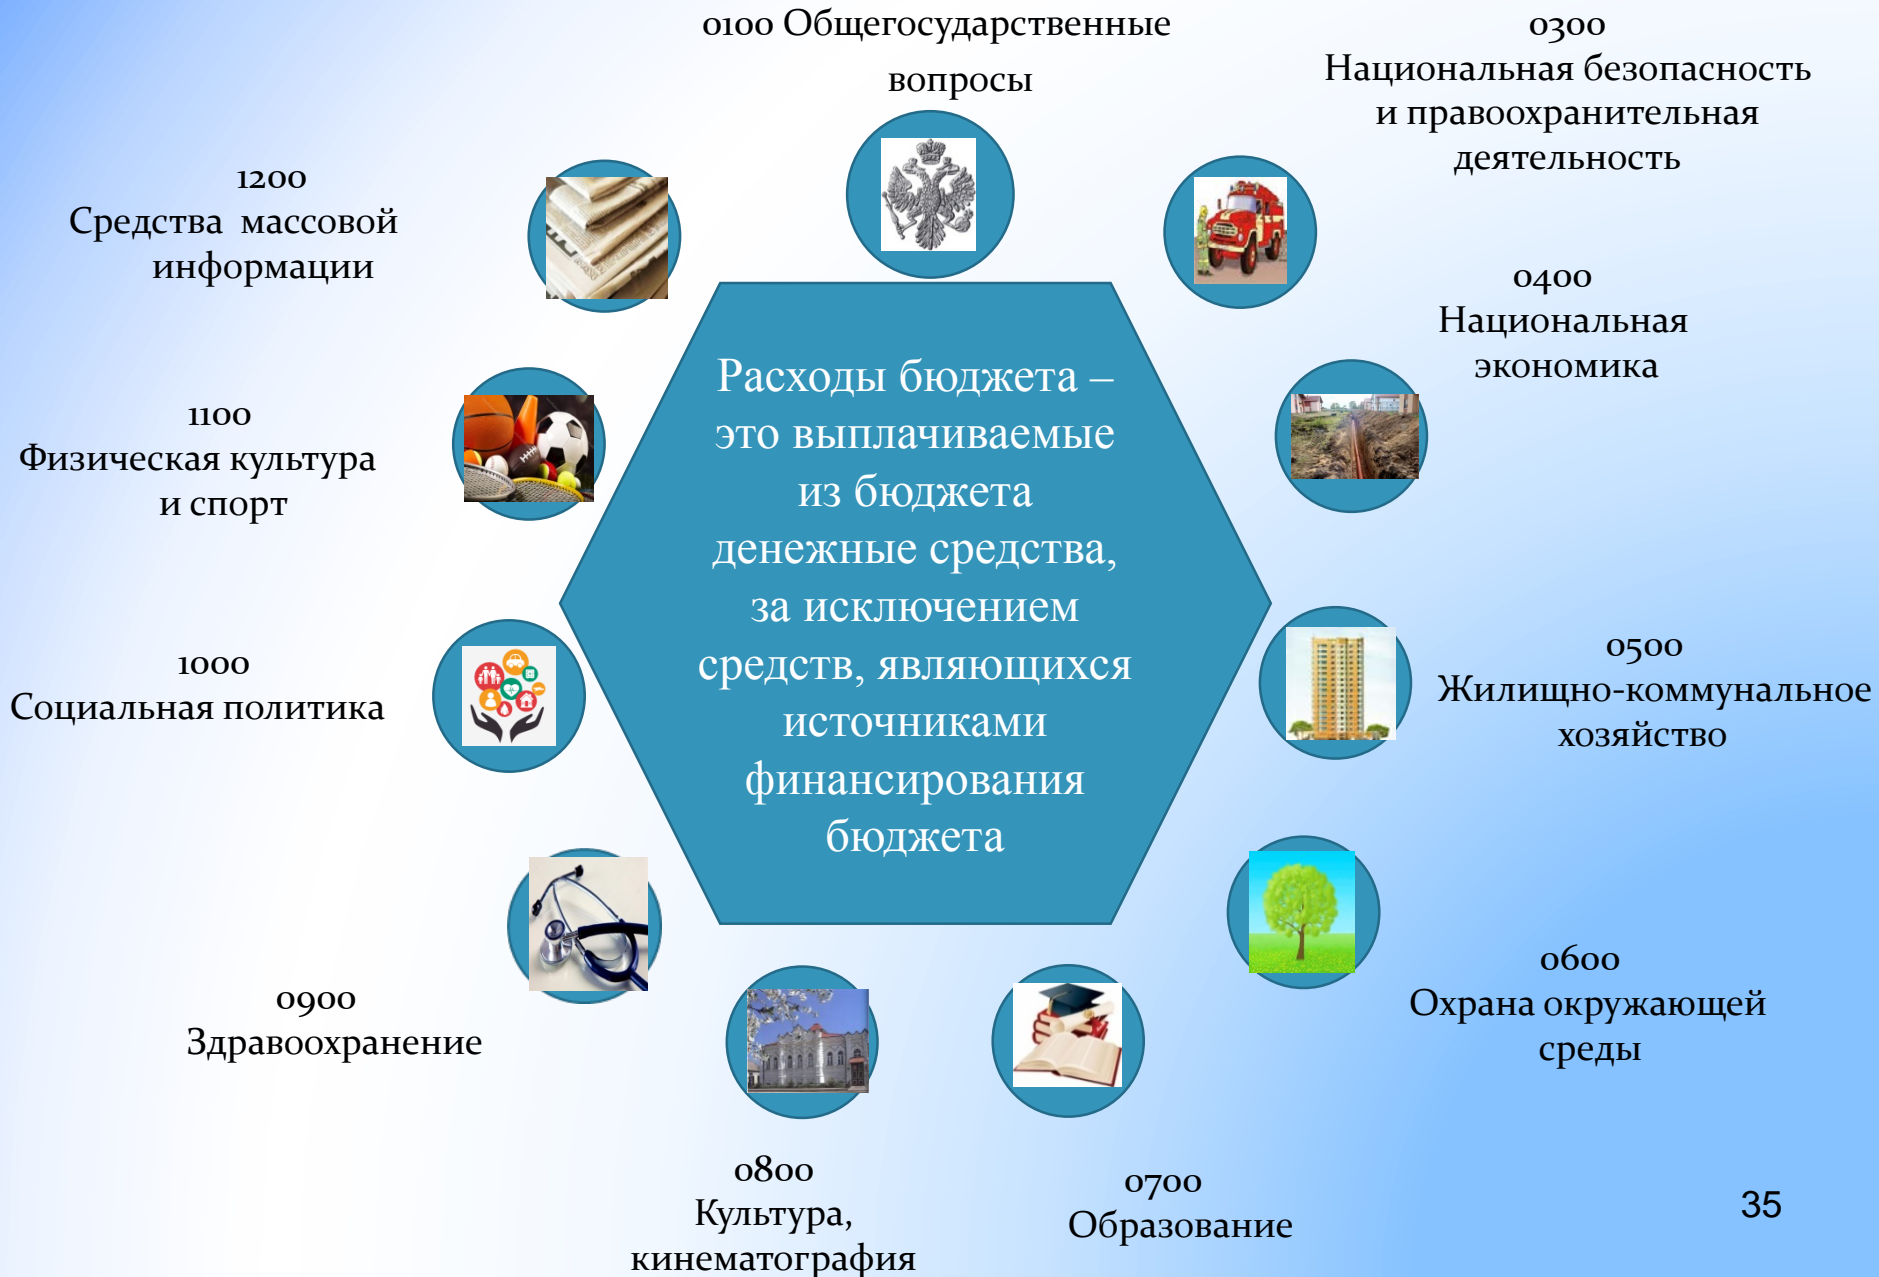 0100 Общегосударственные
вопросы
0300
Национальная безопасность
и правоохранительная
деятельность
0400
Национальная
экономика
0500
Жилищно-коммунальное
хозяйство
0600
Охрана окружающей
среды
0700
Образование
0800
Культура,
кинематография
0900
Здравоохранение
1000
Социальная политика
1100
Физическая культура
и спорт
1200
Средства массовой
информации
Расходы бюджета –
это выплачиваемые
из бюджета
денежные средства,
за исключением
средств, являющихся
источниками
финансирования
бюджета
35